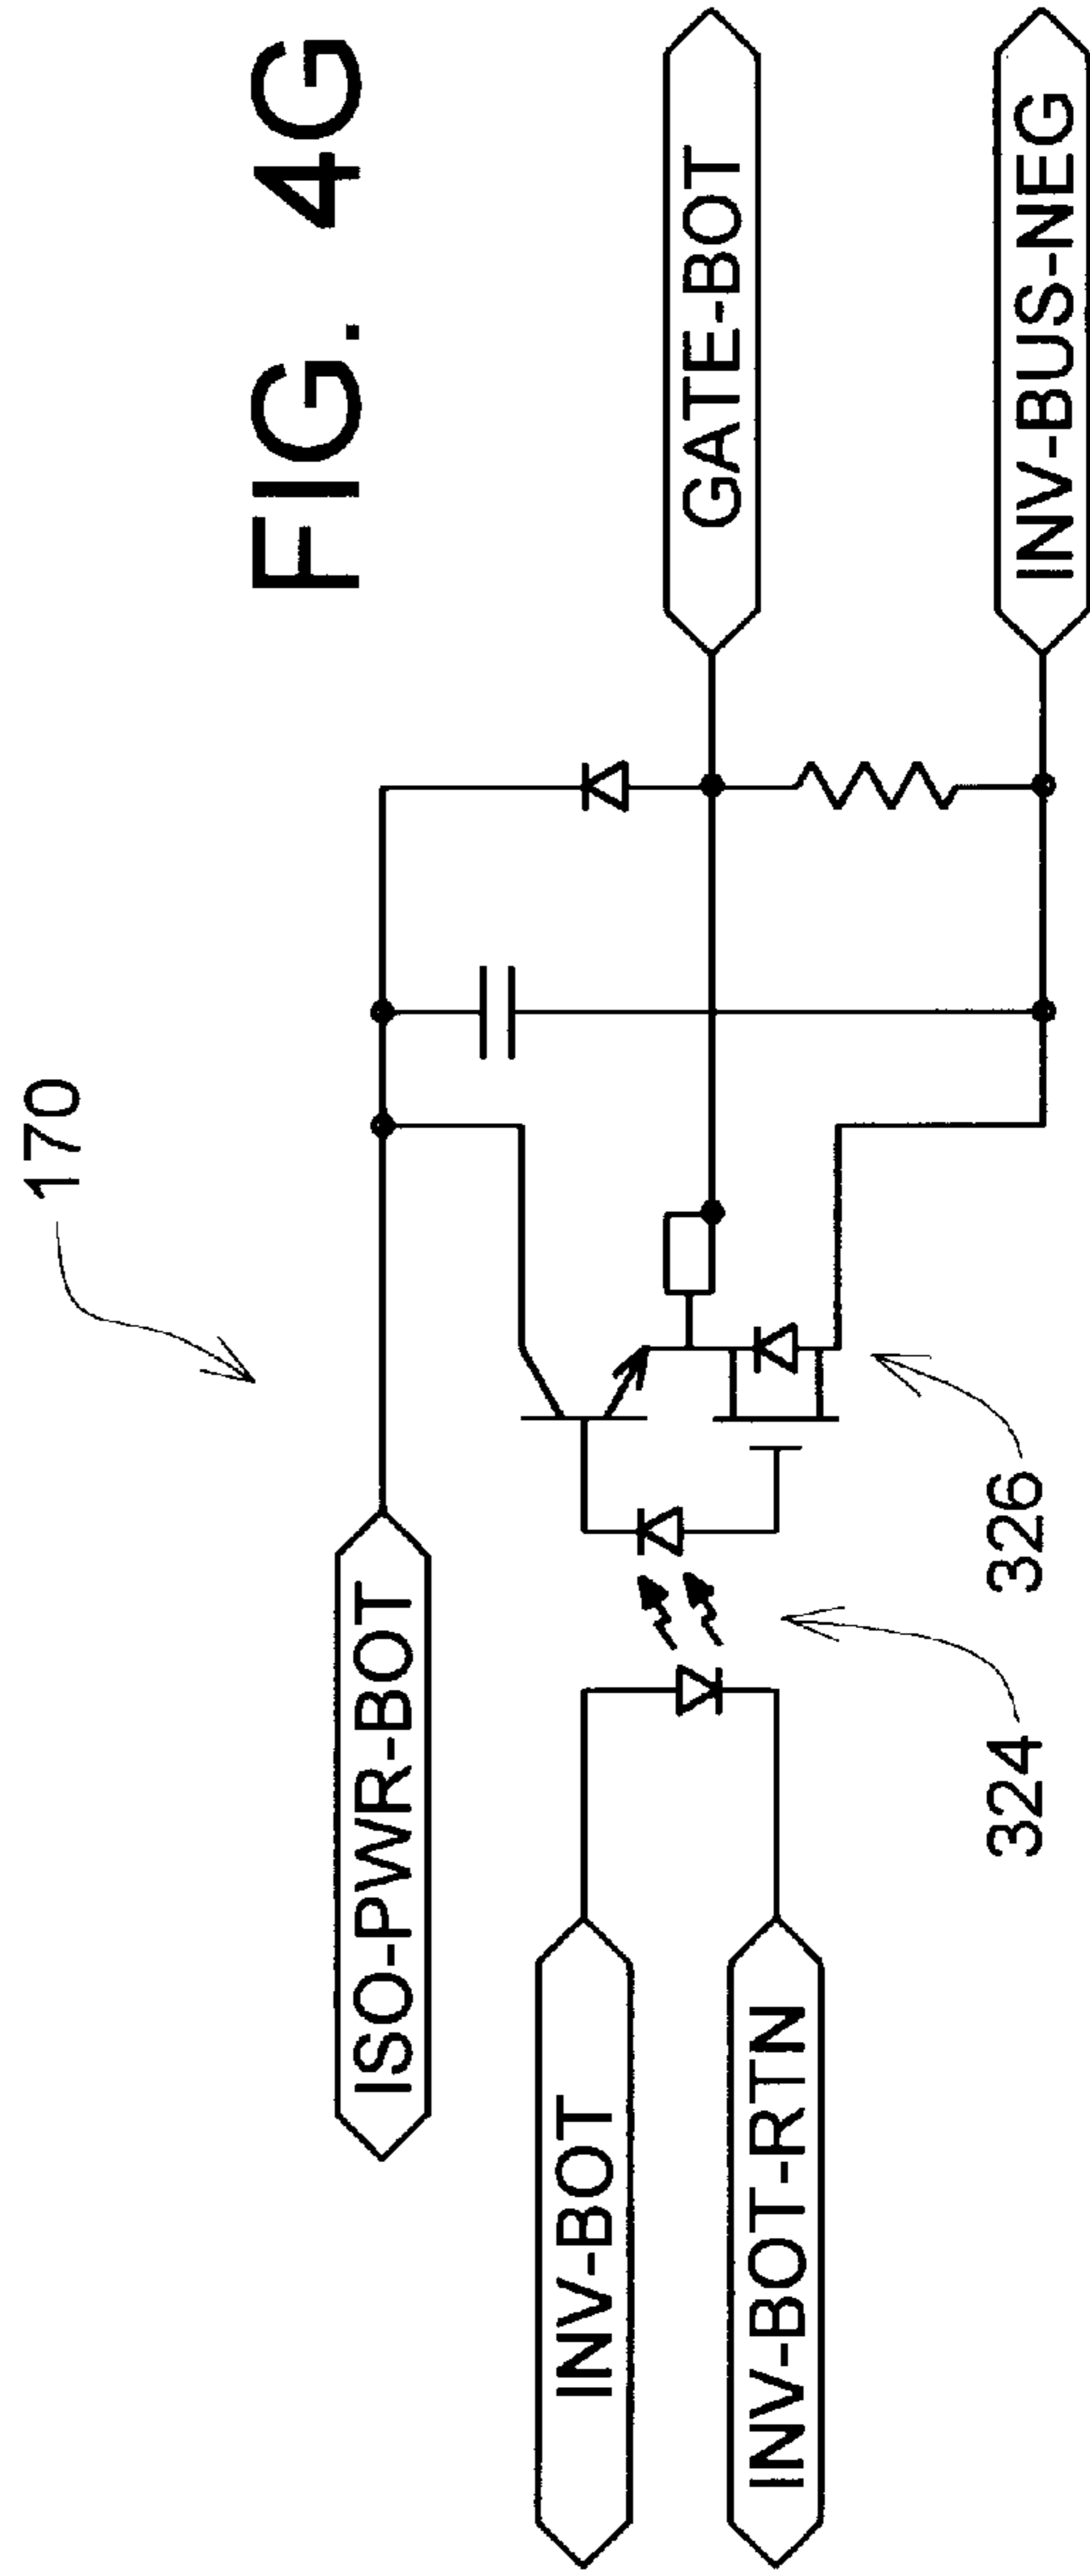 FIG. 4G
170
ISO-PWR-BOT
INV-BOT
INV-BOT-RTN
GATE-BOT
INV-BUS-NEG
324
326